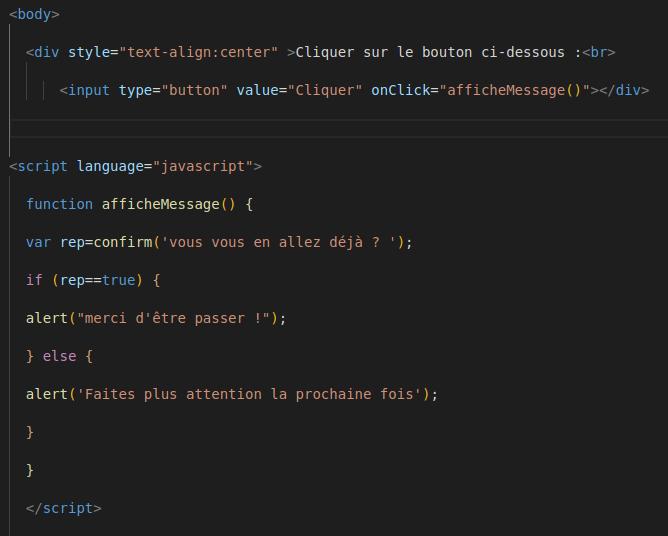 <body>
<div style="text-align:center" >Cliquer sur le bouton ci-dessous :<br>
<input type="button" value="Cliquer" onClick="afficheMessage()"></div>
<script language="javascript">
function afficheMessage() {
var rep=confirm('vous vous en allez déjà ? ');
if (rep==true) {
alert("merci d'être passer !");
} else {
alert('Faites plus attention la prochaine fois');
}
}
</script>